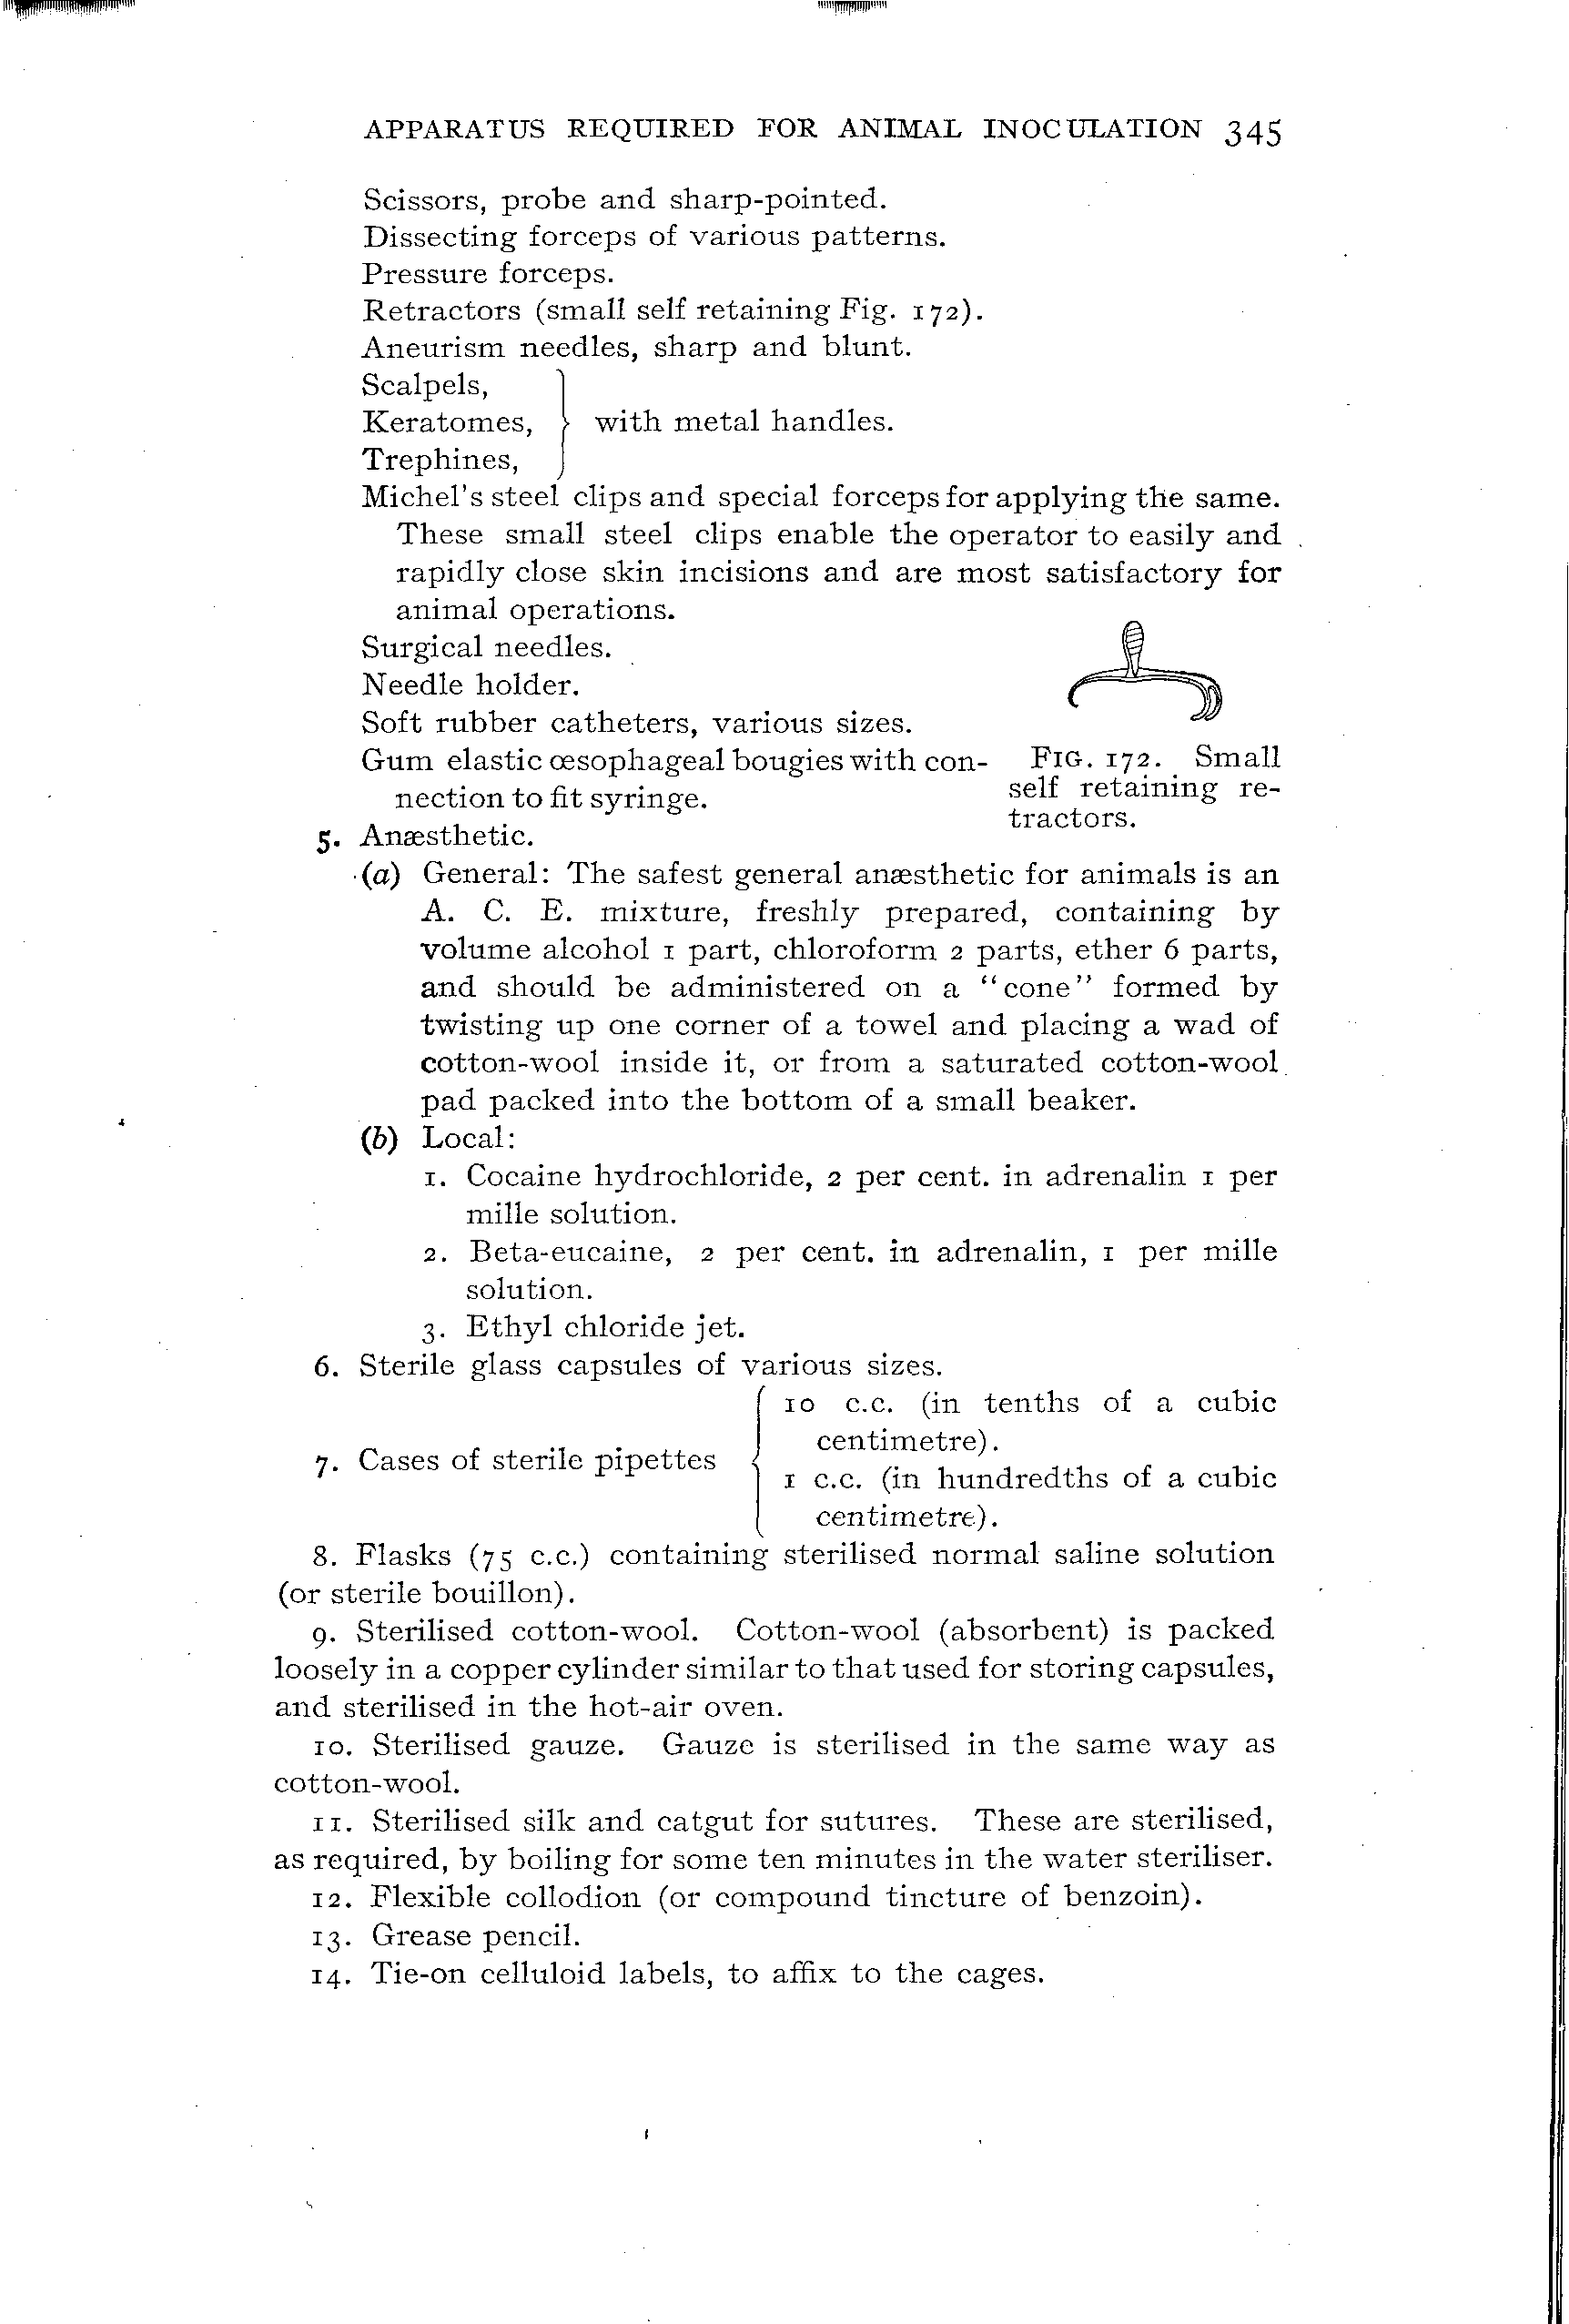 APPARATUS REQUIRED FOR ANIMAL INOCULATION 345
Scissors, probe and sharp-pointed.
Dissecting forceps of various patterns.
Pressure forceps.
Retractors (small self retaining Fig. 172).
Aneurism needles, sharp and blunt.
Scalpels,
Keratomes, } with metal handles.
Trephines,
Michel's steel clips and special forceps for applying the same.
These small steel clips enable the operator to easily and
rapidly close skin incisions and are most satisfactory for
animal operations.
Surgical needles.
Needle holder.
Soft rubber catheters, various sizes.
Gum elastic œsophageal bougies with con-
nection to fit syringe.
FIG. 172. Small
self retaining re-
tractors.
5. Anæsthetic.
(a) General: The safest general anæsthetic for animals is an
A. C. E. mixture, freshly prepared, containing by
volume alcohol 1 part, chloroform 2 parts, ether 6 parts,
and should be administered on a "cone" formed by
twisting up one corner of a towel and placing a wad of
cotton-wool inside it, or from a saturated cotton-wool
pad packed into the bottom of a small beaker.
(b) Local:
1. Cocaine hydrochloride, 2 per cent. in adrenalin 1 per
mille solution.
2. Beta-eucaine, 2 per cent. in adrenalin, 1 per mille
solution.
3. Ethyl chloride jet.
6. Sterile glass capsules of various sizes.
7. Cases of sterile pipettes {
10 c.c. (in tenths of a cubic
centimetre).
1 c.c. (in hundredths of a cubic
centimetre).
8. Flasks (75 c.c.) containing sterilised normal saline solution
(or sterile bouillon).
9. Sterilised cotton-wool. Cotton-wool (absorbent) is packed
loosely in a copper cylinder similar to that used for storing capsules,
and sterilised in the hot-air oven.
10. Sterilised gauze. Gauze is sterilised in the same way as
cotton-wool.
11. Sterilised silk and catgut for sutures. These are sterilised,
as required, by boiling for some ten minutes in the water steriliser.
12. Flexible collodion (or compound tincture of benzoin).
13. Grease pencil.
14. Tie-on celluloid labels, to affix to the cages.